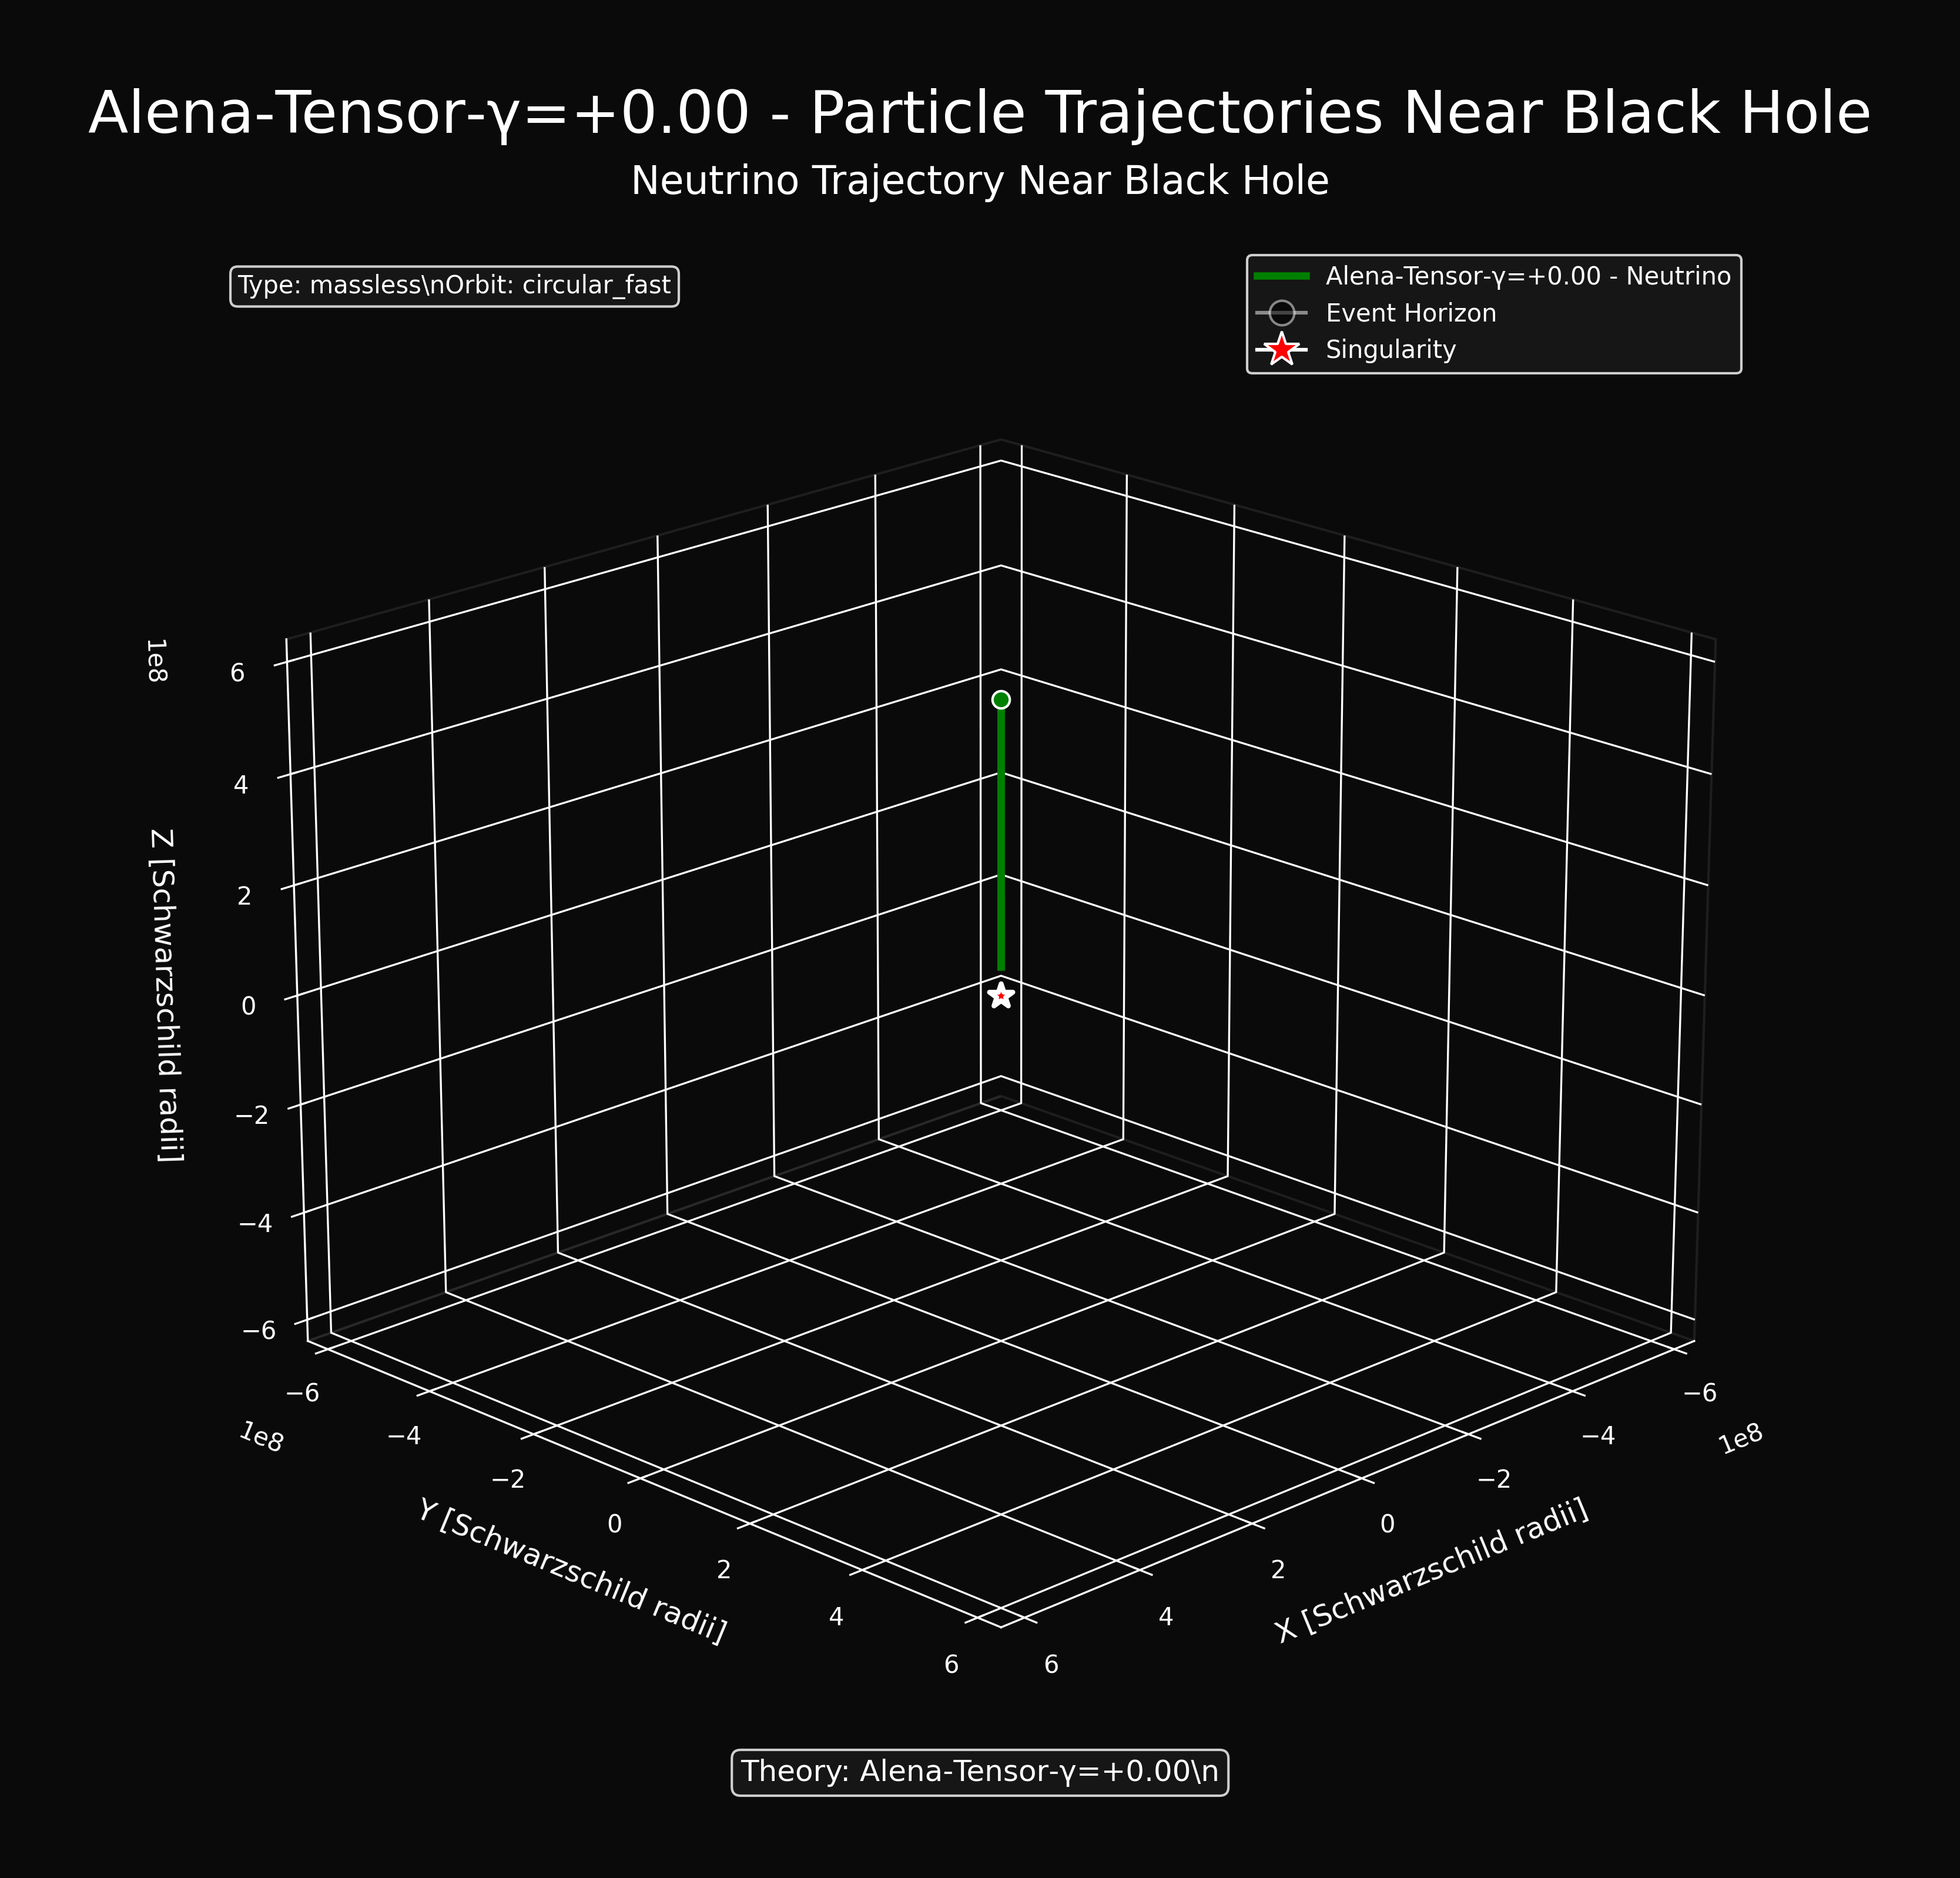 Alena-Tensor-γ=+0.00 - Particle Trajectories Near Black Hole
Neutrino Trajectory Near Black Hole
Type: massless\nOrbit: circular_fast
Alena-Tensor-γ=+0.00 - Neutrino
Event Horizon
Singularity
1e8
6
4
2
0
−2
−4
−6
Z [Schwarzschild radii]
−6
−4
−2
0
2
4
6
1e8
Y [Schwarzschild radii]
6
4
2
0
−2
−4
−6
1e8
X [Schwarzschild radii]
Theory: Alena-Tensor-γ=+0.00\n